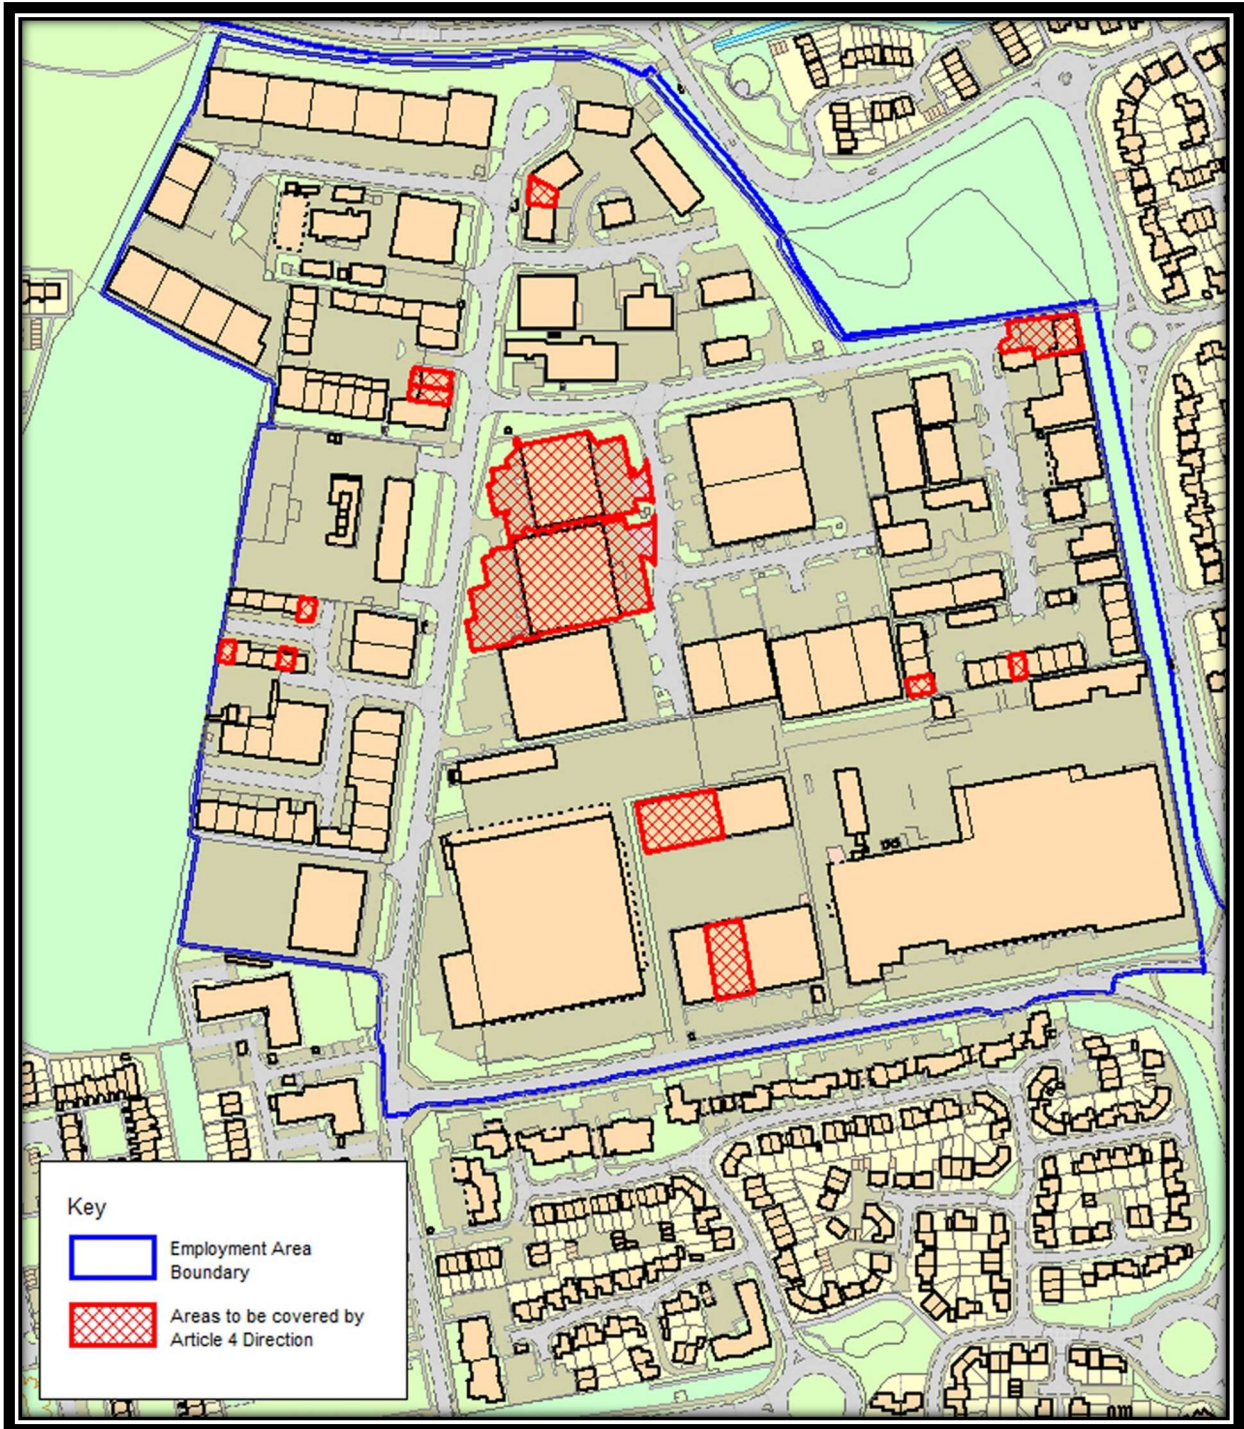 Key
Employment Area
Boundary
Areas to be covered by
Article 4 Direction